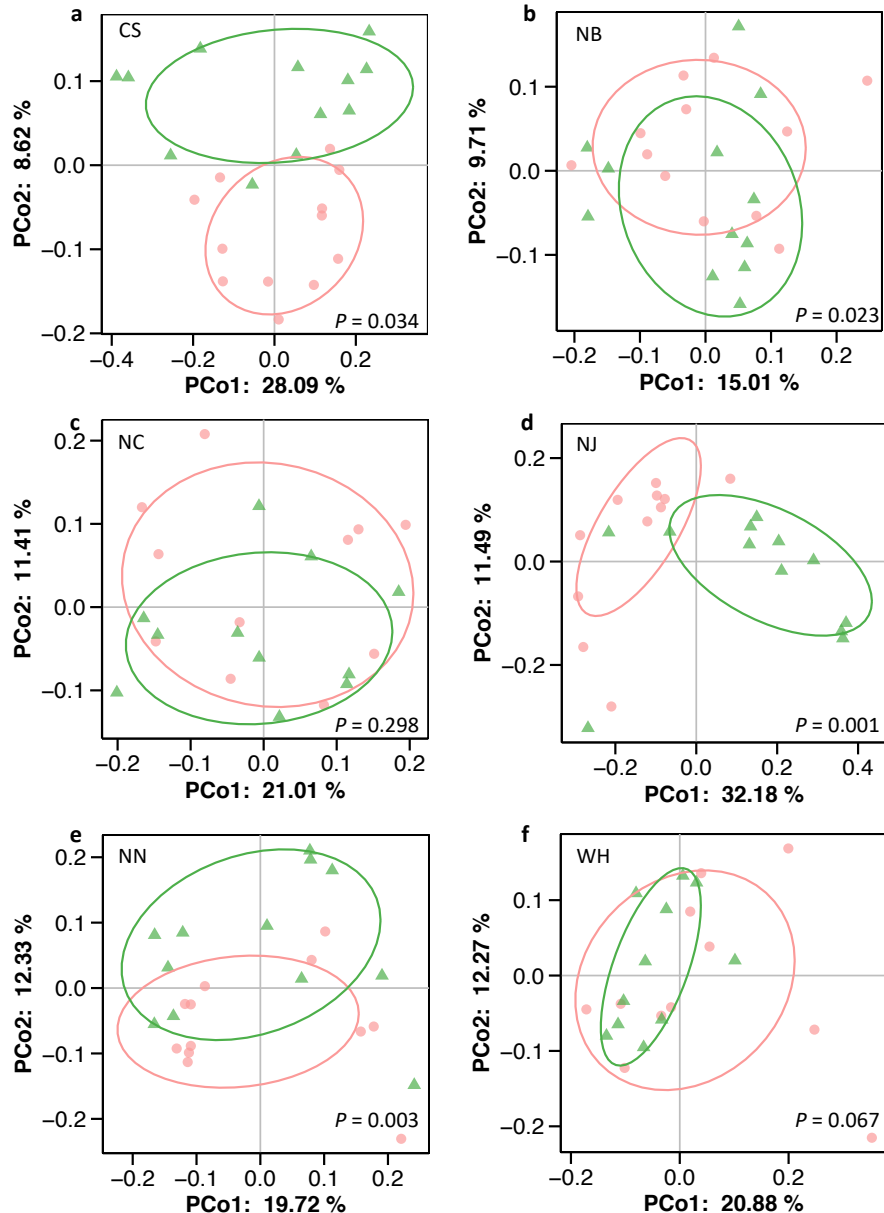 a CS
0.1
0.0
−0.1
−0.2
PCo2: 8.62 %
P = 0.034
−0.4 −0.2 0.0 0.2
PCo1: 28.09 %
b NB
0.1
0.0
−0.1
PCo2: 9.71 %
P = 0.023
−0.2 −0.1 0.0 0.1 0.2
PCo1: 15.01 %
c NC
0.2
0.1
0.0
−0.1
PCo2: 11.41 %
P = 0.298
−0.2 −0.1 0.0 0.1 0.2
PCo1: 21.01 %
d NJ
0.2
0.0
−0.2
PCo2: 11.49 %
P = 0.001
−0.2 0.0 0.2 0.4
PCo1: 32.18 %
e NN
0.2
0.1
0.0
−0.1
−0.2
PCo2: 12.33 %
P = 0.003
−0.2 −0.1 0.0 0.1 0.2
PCo1: 19.72 %
f WH
0.1
0.0
−0.1
−0.2
PCo2: 12.27 %
P = 0.067
−0.2 0.0 0.2
PCo1: 20.88 %